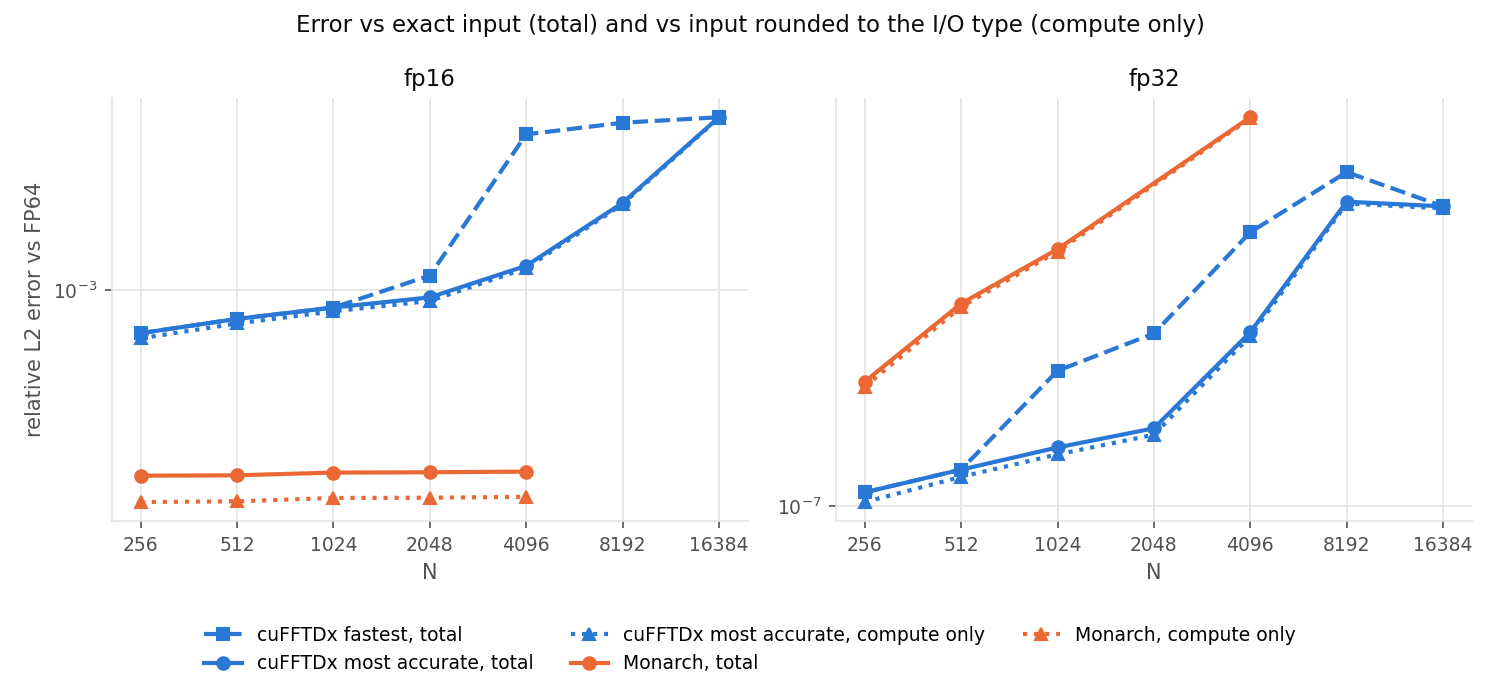 Error vs exact input (total) and vs input rounded to the I/O type (compute only)
fp16
fp32
relative L2 error vs FP64
10⁻³
10⁻⁷
256 512 1024 2048 4096 8192 16384
256 512 1024 2048 4096 8192 16384
N
N
cuFFTDx fastest, total
cuFFTDx most accurate, total
cuFFTDx most accurate, compute only
Monarch, total
Monarch, compute only